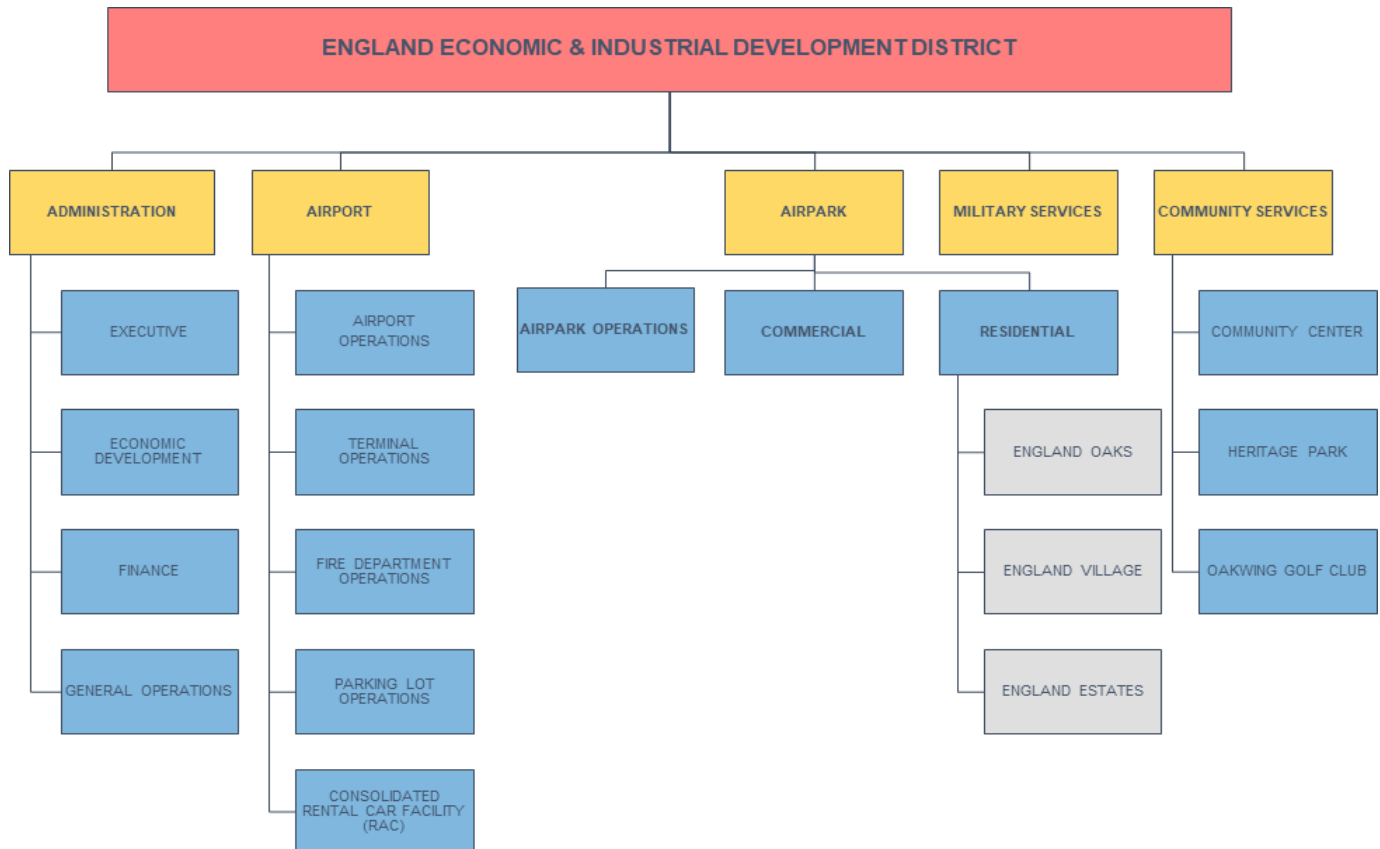 ENGLAND ECONOMIC & INDUSTRIAL DEVELOPMENT DISTRICT
ADMINISTRATION
AIRPORT
AIRPARK
MILITARY SERVICES
COMMUNITY SERVICES
EXECUTIVE
ECONOMIC
DEVELOPMENT
FINANCE
GENERAL OPERATIONS
AIRPORT
OPERATIONS
TERMINAL
OPERATIONS
FIRE DEPARTMENT
OPERATIONS
PARKING LOT
OPERATIONS
CONSOLIDATED
RENTAL CAR FACILITY
(RAC)
AIRPARK OPERATIONS
COMMERCIAL
RESIDENTIAL
ENGLAND OAKS
ENGLAND VILLAGE
ENGLAND ESTATES
COMMUNITY CENTER
HERITAGE PARK
OAKWING GOLF CLUB